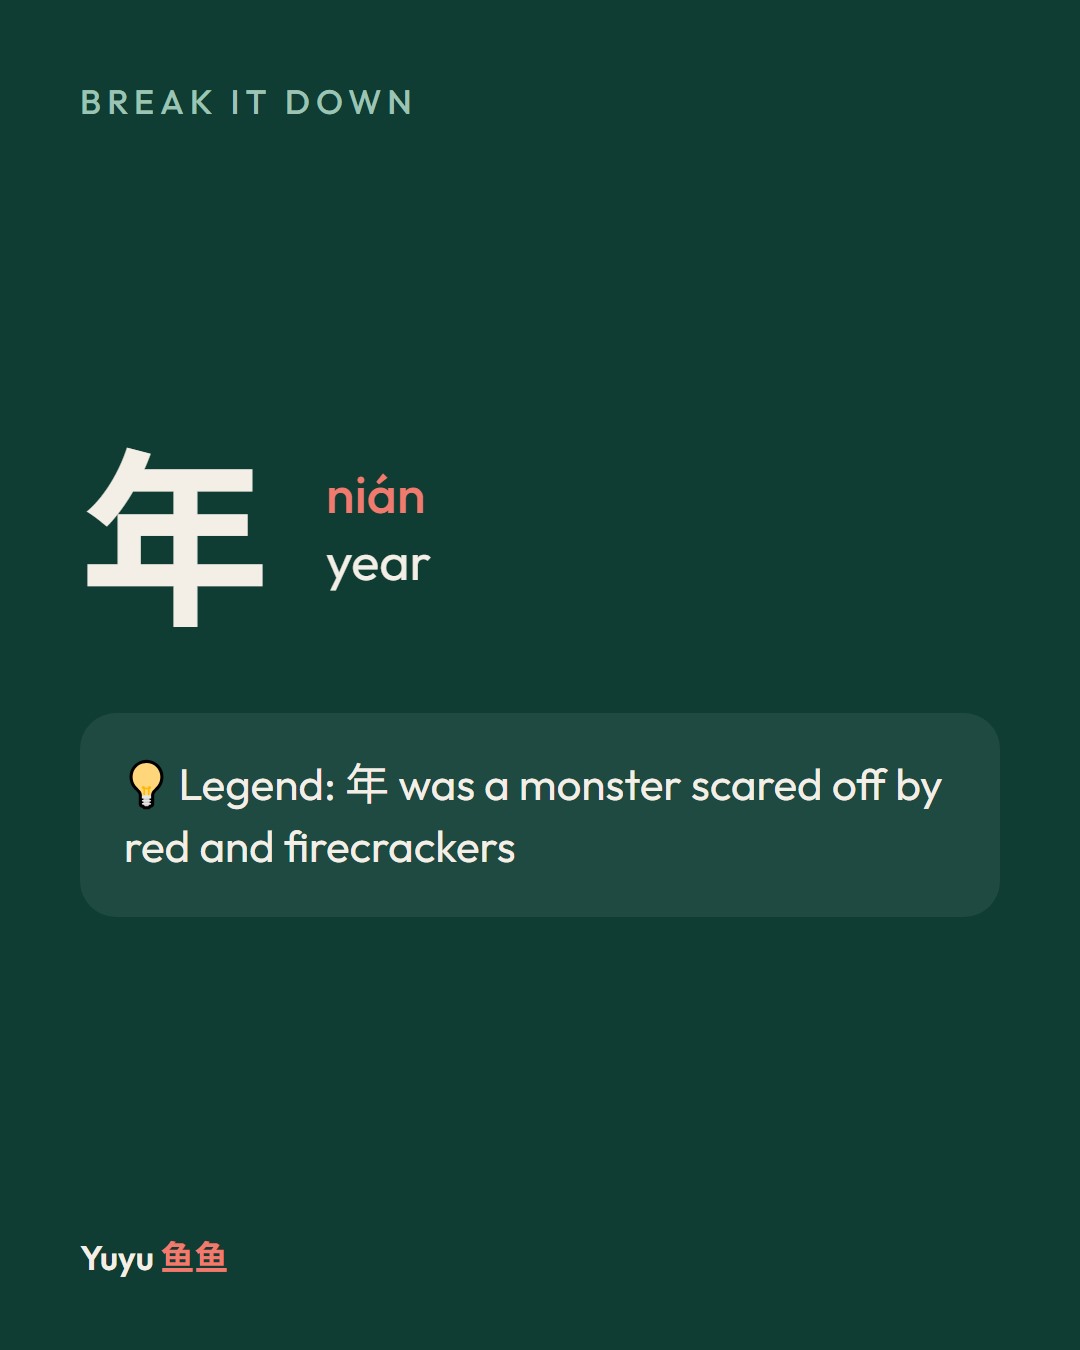 BREAK IT DOWN
年
nián
year
💡 Legend: 年 was a monster scared off by
red and firecrackers
Yuyu 鱼鱼